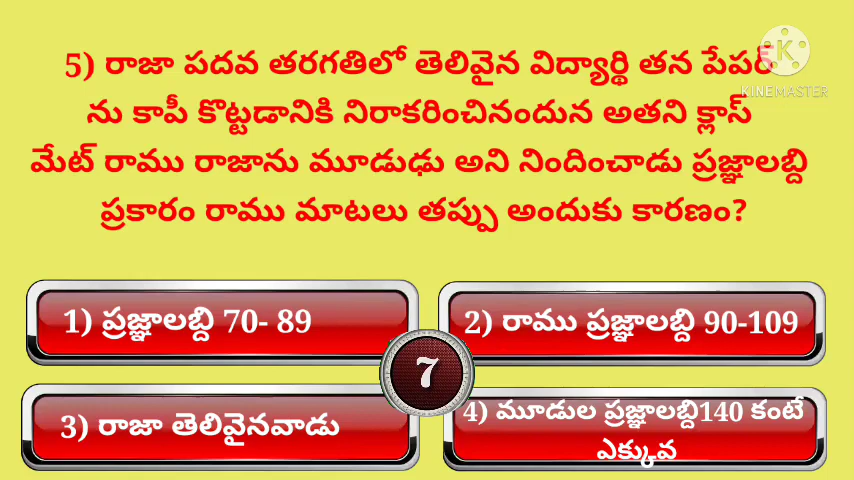 5) రాజా పదవ తరగతిలో తెలివైన విద్యార్థి తన పేపర్
ను కాపీ కొట్టడానికి నిరాకరించినందున అతని క్లాస్
మేట్ రాము రాజాను మూడుఢు అని నిందించాడు ప్రజ్ఞాలబ్ది
ప్రకారం రాము మాటలు తప్పు అందుకు కారణం?
KINEMASTER
1) ప్రజ్ఞాలబ్ది 70- 89
2) రాము ప్రజ్ఞాలబ్ది 90-109
7
3) రాజా తెలివైనవాడు
4) మూడుల ప్రజ్ఞాలబ్ది140 కంటే
ఎక్కువ